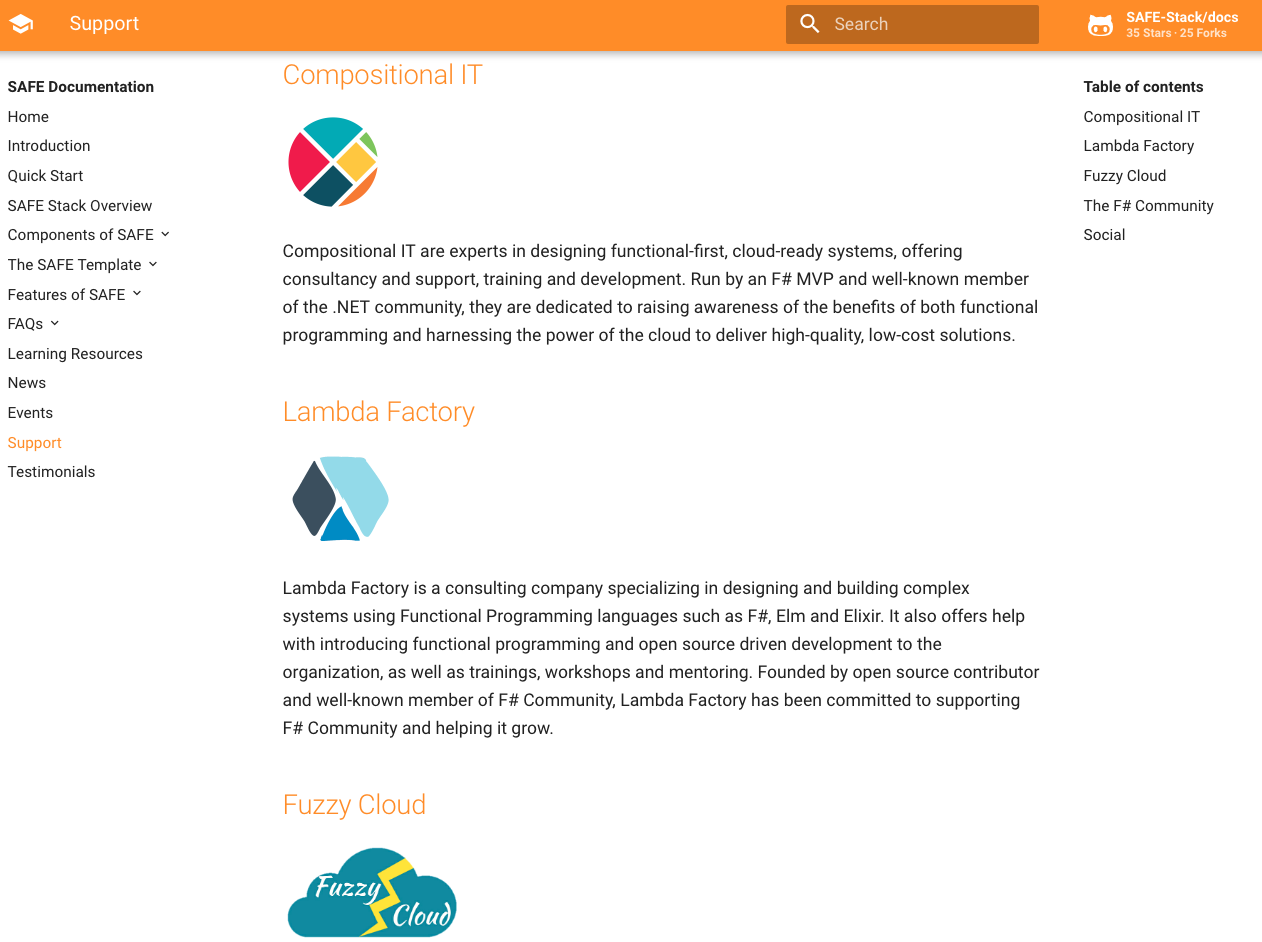 Support
Search
SAFE-Stack/docs
35 Stars · 25 Forks
SAFE Documentation
Home
Introduction
Quick Start
SAFE Stack Overview
Components of SAFE
The SAFE Template
Features of SAFE
FAQs
Learning Resources
News
Events
Support
Testimonials
Compositional IT
Compositional IT are experts in designing functional-first, cloud-ready systems, offering
consultancy and support, training and development. Run by an F# MVP and well-known member
of the .NET community, they are dedicated to raising awareness of the benefits of both functional
programming and harnessing the power of the cloud to deliver high-quality, low-cost solutions.
Lambda Factory
Lambda Factory is a consulting company specializing in designing and building complex
systems using Functional Programming languages such as F#, Elm and Elixir. It also offers help
with introducing functional programming and open source driven development to the
organization, as well as trainings, workshops and mentoring. Founded by open source contributor
and well-known member of F# Community, Lambda Factory has been committed to supporting
F# Community and helping it grow.
Fuzzy Cloud
Fuzzy
Cloud
Table of contents
Compositional IT
Lambda Factory
Fuzzy Cloud
The F# Community
Social